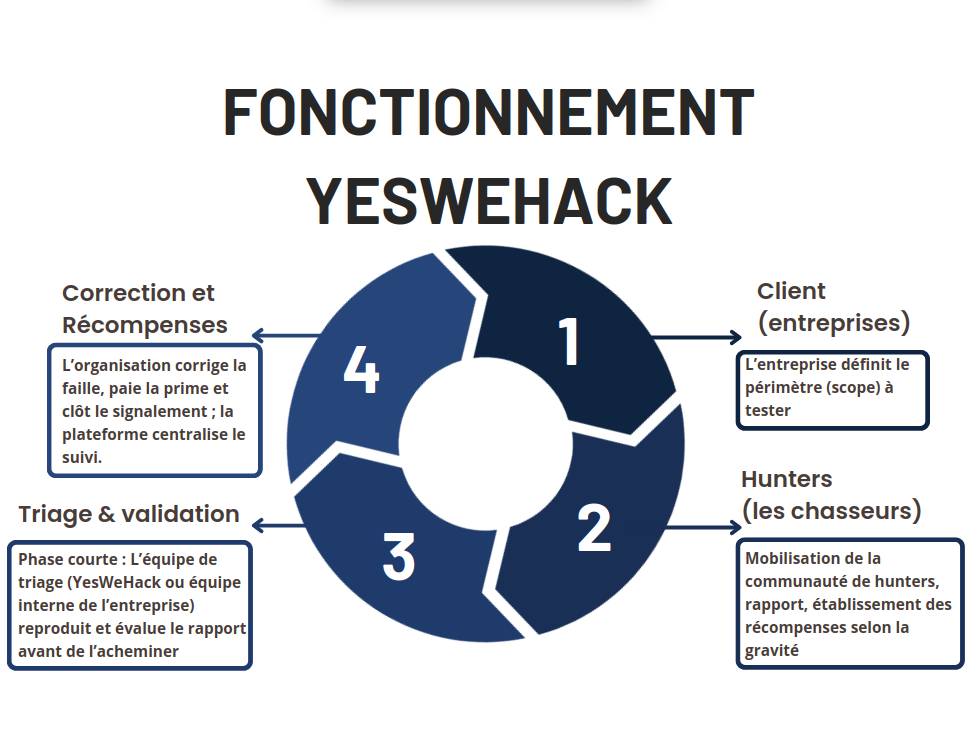 FONCTIONNEMENT
YESWEHACK
1
Client
(entreprises)
L’entreprise définit le
périmètre (scope) à
tester
2
Hunters
(les chasseurs)
Mobilisation de la
communauté de hunters,
rapport, établissement des
récompenses selon la
gravité
3
Triage & validation
Phase courte : L’équipe de
triage (YesWeHack ou équipe
interne de l’entreprise)
reproduit et évalue le rapport
avant de l’acheminer
4
Correction et
Récompenses
L’organisation corrige la
faille, paie la prime et
clôt le signalement ; la
plateforme centralise le
suivi.